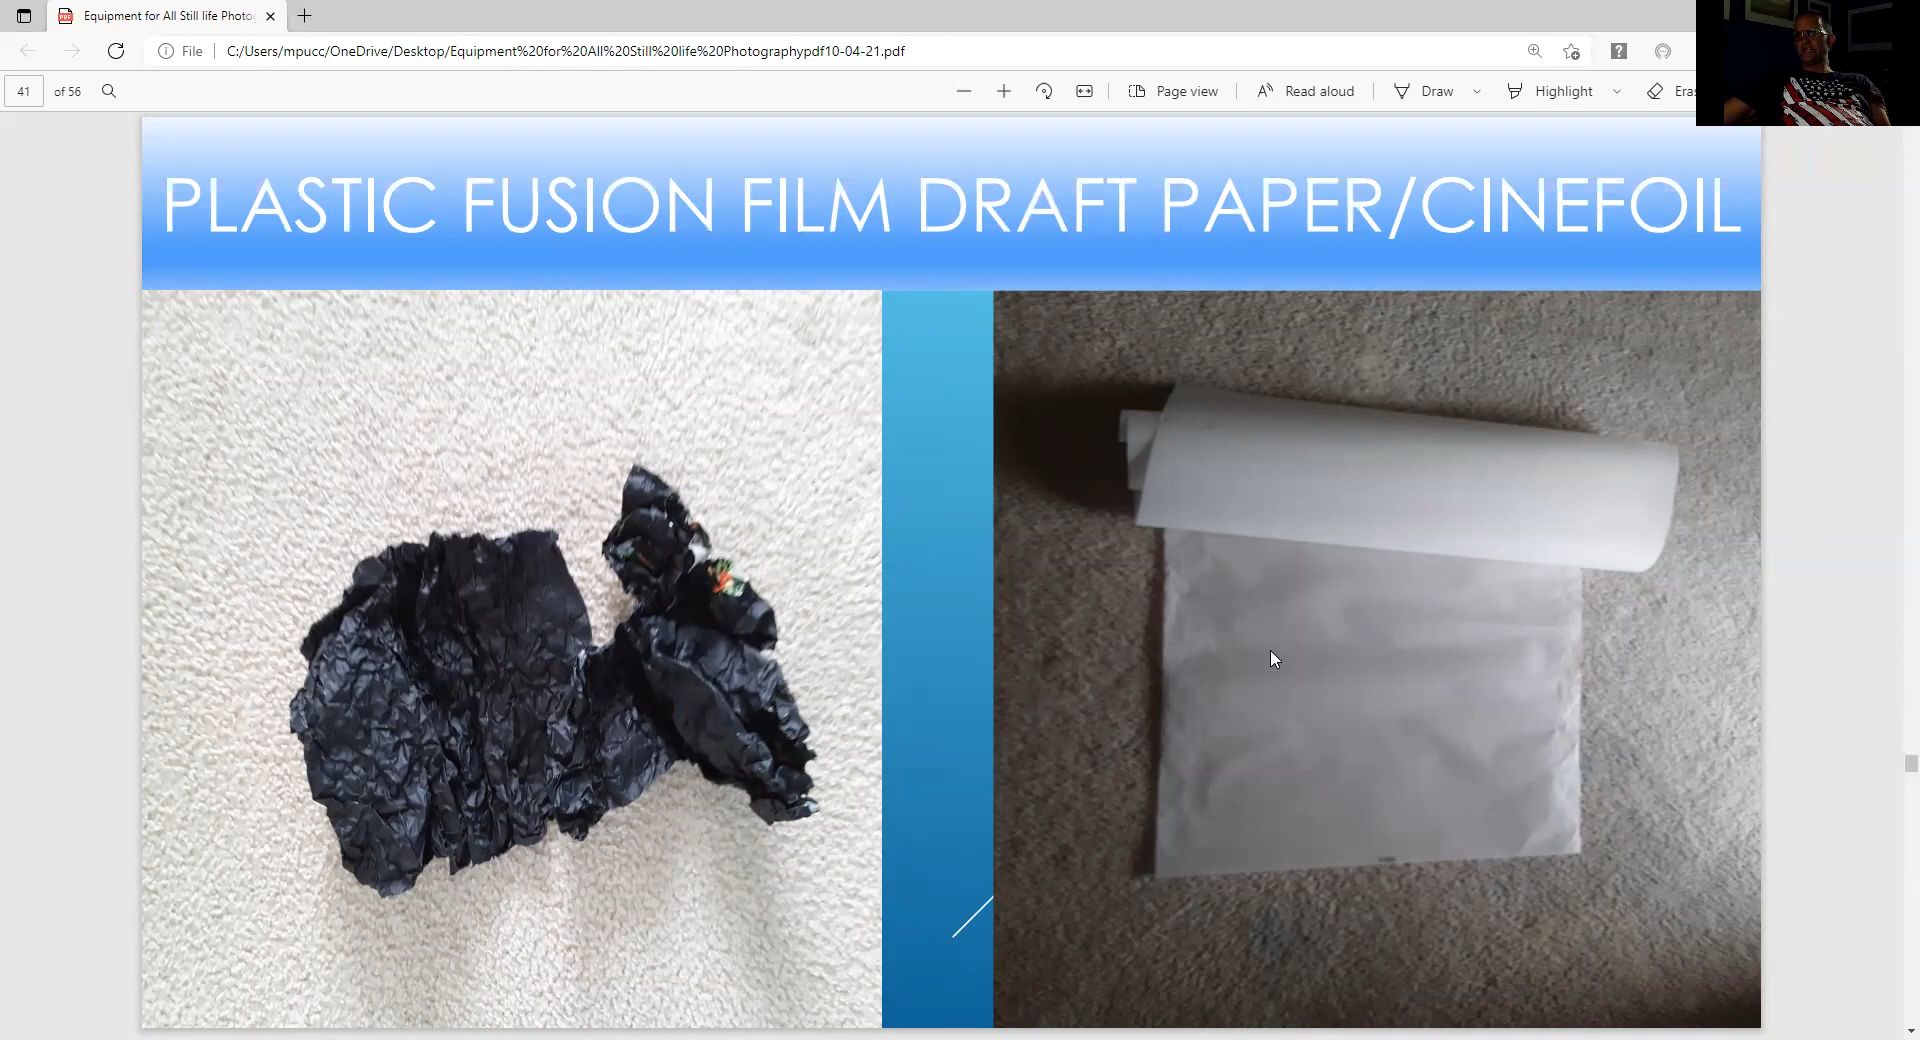 Equipment for All Still life Photo
File
C:/Users/mpucc/OneDrive/Desktop/Equipment%20for%20All%20Still%20life%20Photographypdf10-04-21.pdf
41 of 56
Page view
Read aloud
Draw
Highlight
Eras
PLASTIC FUSION FILM DRAFT PAPER/CINEFOIL